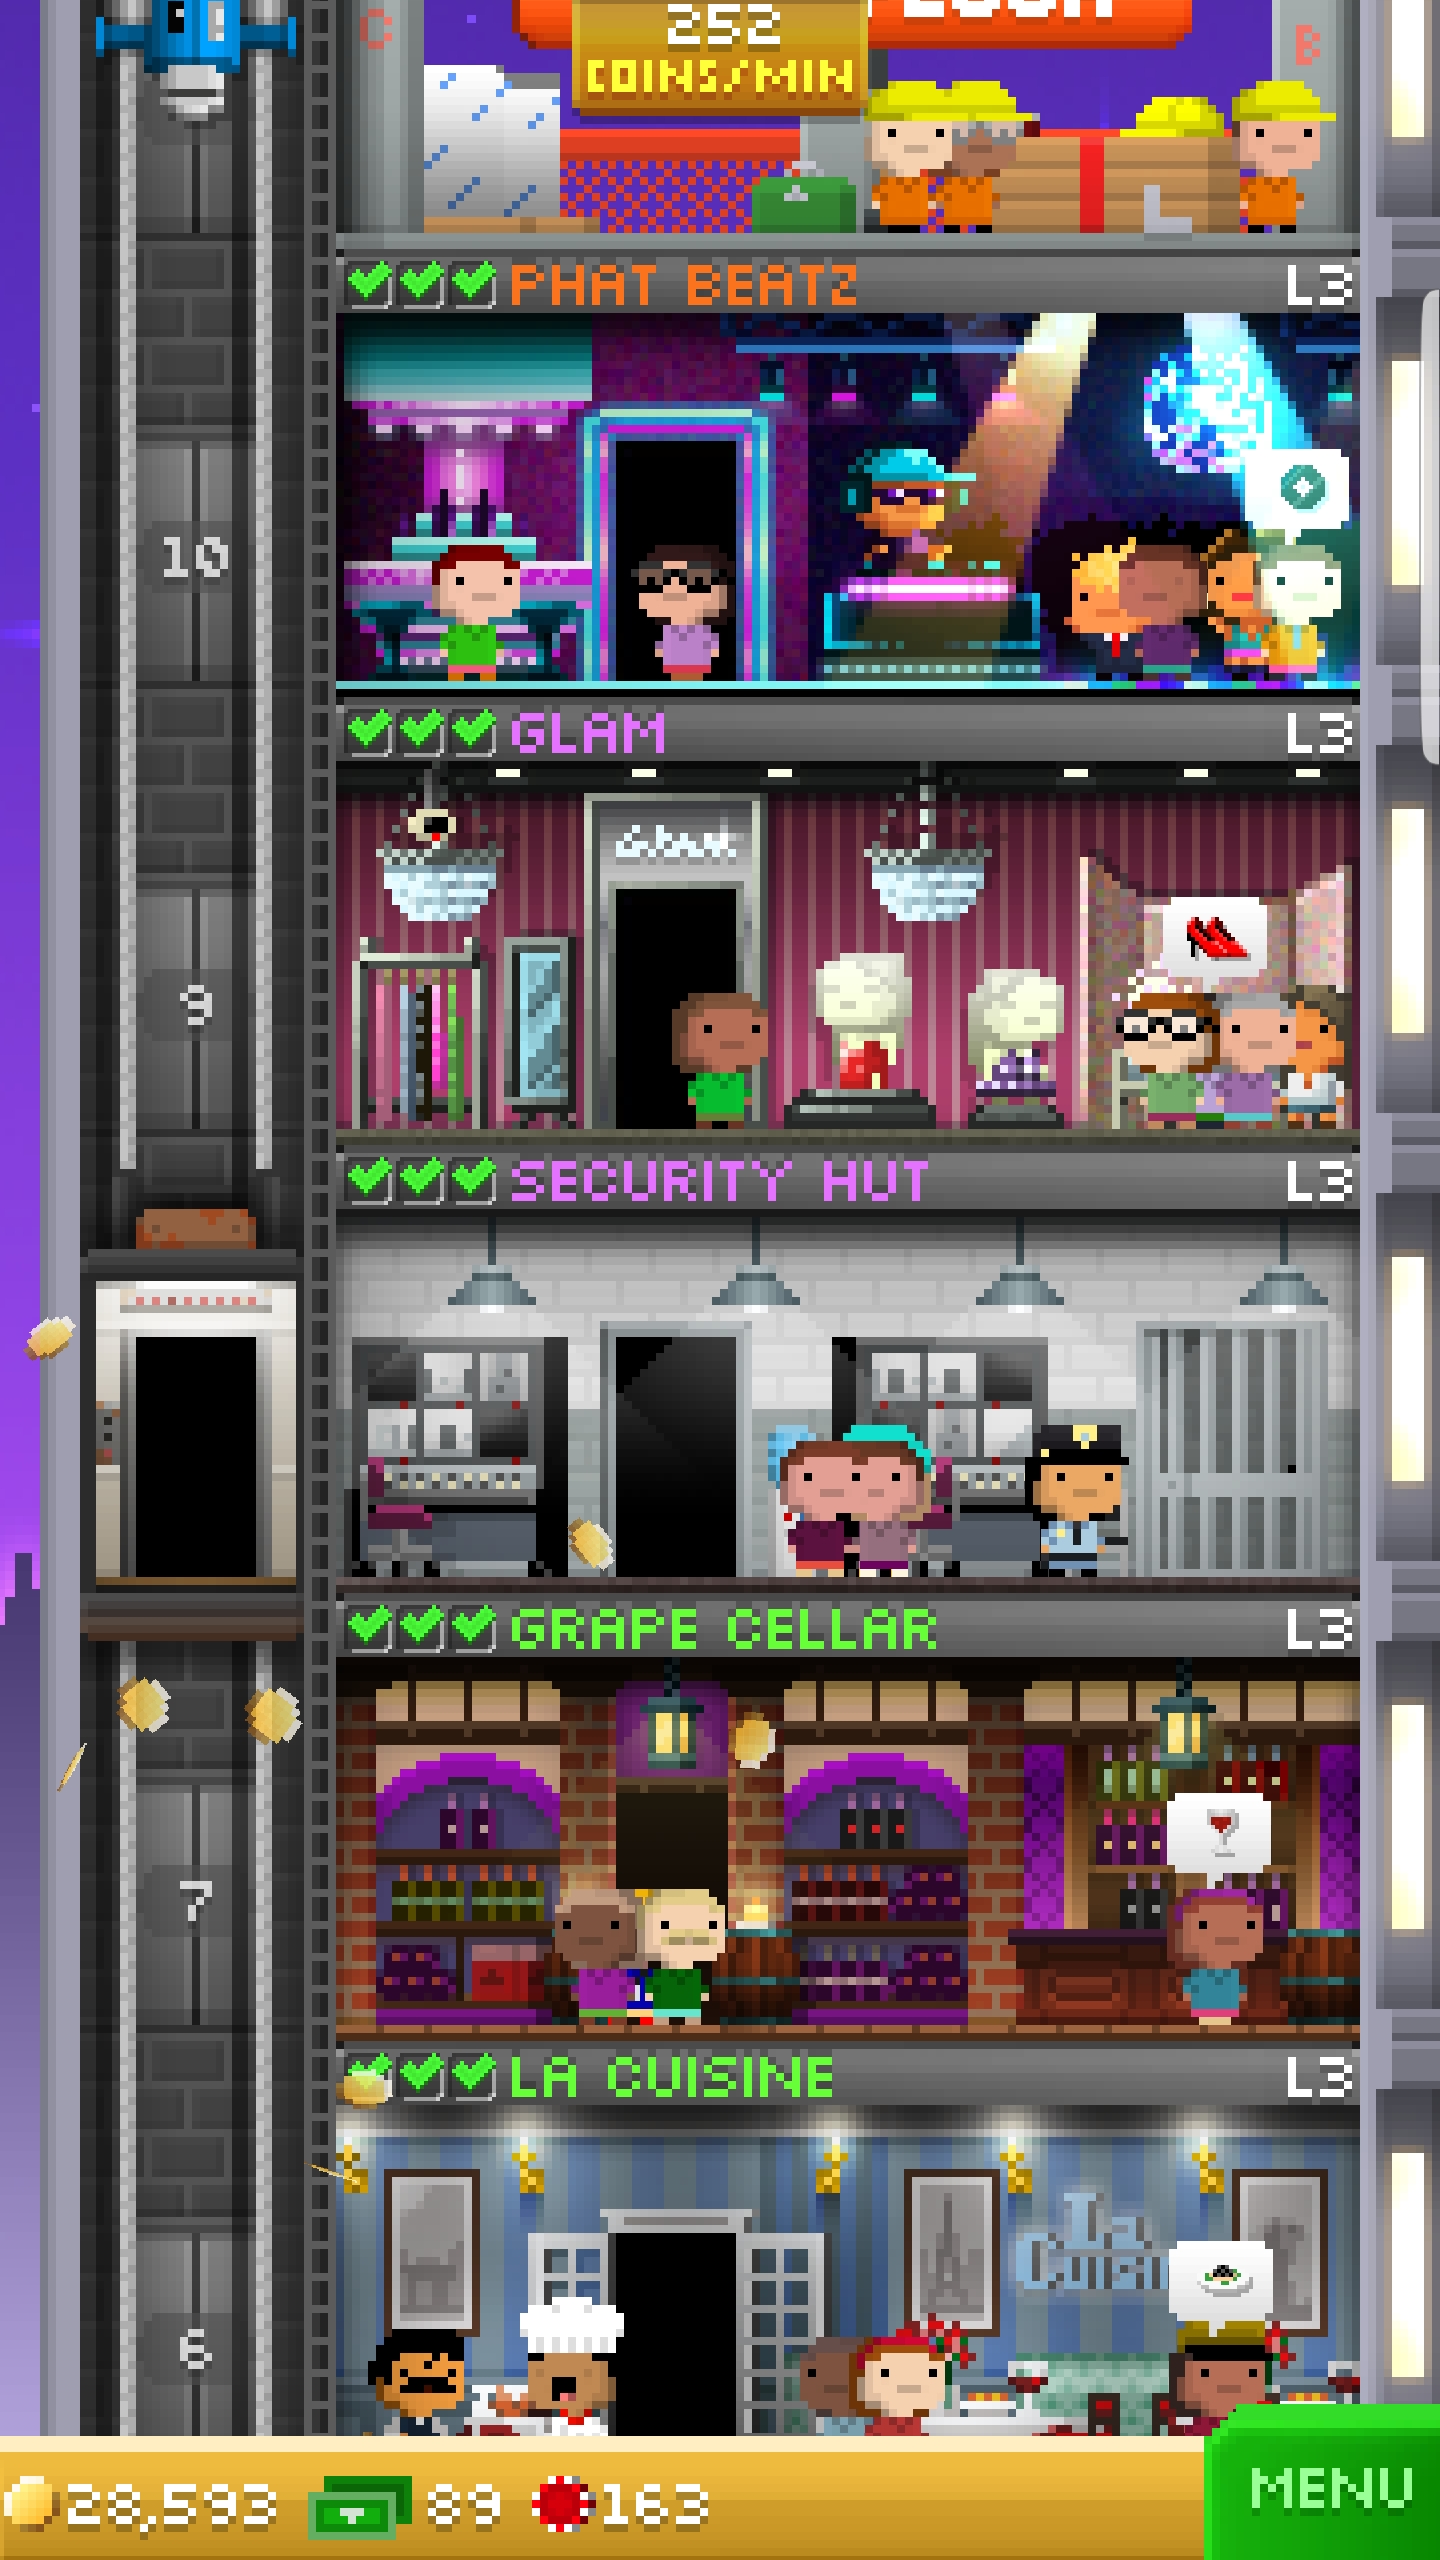 C
252
B
COINS/MIN
PHAT BEATZ L3
10
GLAM L3
Glam
9
SECURITY HUT L3
GRAPE CELLAR L3
7
LA CUISINE L3
La
6
28,593 89 163 MENU